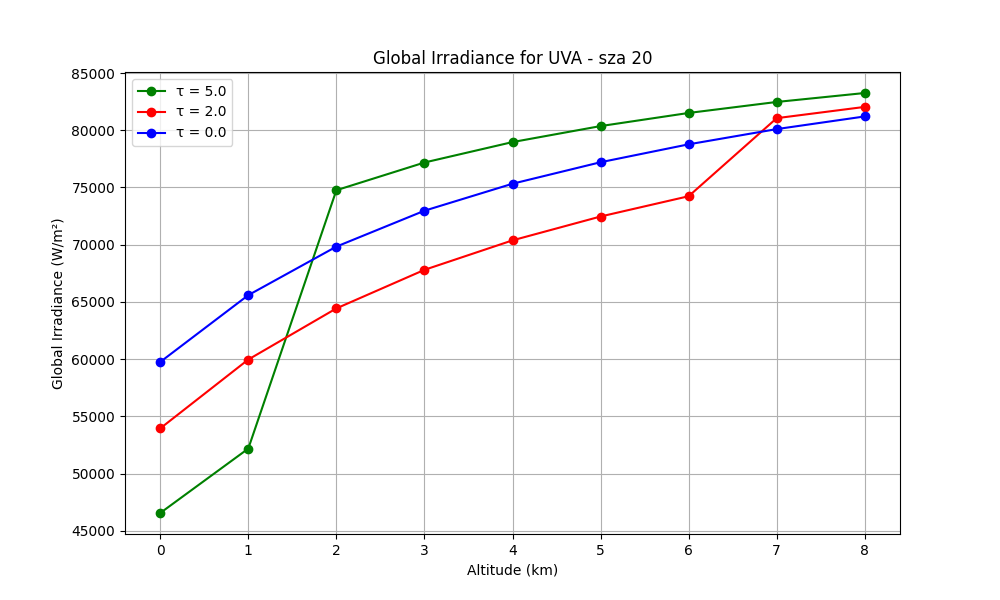 Global Irradiance for UVA - sza 20
τ = 5.0
τ = 2.0
τ = 0.0
Global Irradiance (W/m²)
85000
80000
75000
70000
65000
60000
55000
50000
45000
0 1 2 3 4 5 6 7 8
Altitude (km)